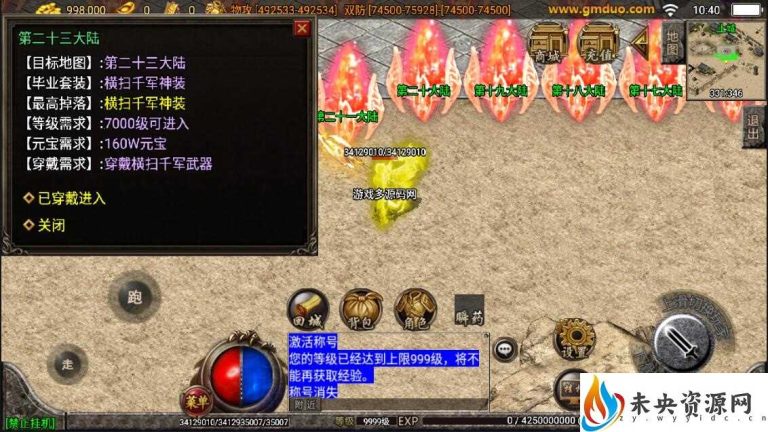 998.000
0
0
物攻 [492533-492534] 双防 [74500-75928]-[74500-74500]
www.gmduo.com
10:40
第二十三大陆
【目标地图】:第二十三大陆
【毕业套装】:横扫千军神装
【最高掉落】:横扫千军神装
【等级需求】:7000级可进入
【元宝需求】:160W元宝
【穿戴需求】:穿戴横扫千军武器
已穿戴进入
关闭
商城
充值
地图
土城
331:346
退出
第二十一大陆
第二十大陆
第十九大陆
第十八大陆
第十七大陆
34129010/34129010
游戏多源码网
跑
走
回城
背包
角色
瞬药
设置
激活称号
您的等级已经达到上限999级，将不
能再获取经验。
称号消失
附近
菜单
[禁止挂机]
34129010/34129
35007/35007
等级
9999级
EXP
0 / 4250000000
未央资源网